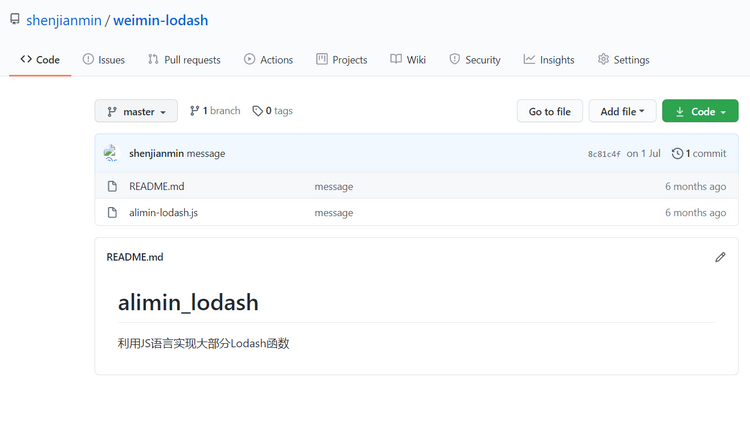 shenjianmin / weimin-lodash
Code Issues Pull requests Actions Projects Wiki Security Insights Settings
master 1 branch 0 tags Go to file Add file Code
shenjianmin message 8c81c4f on 1 Jul 1 commit
README.md message 6 months ago
alimin-lodash.js message 6 months ago
README.md
alimin_lodash
利用JS语言实现大部分Lodash函数